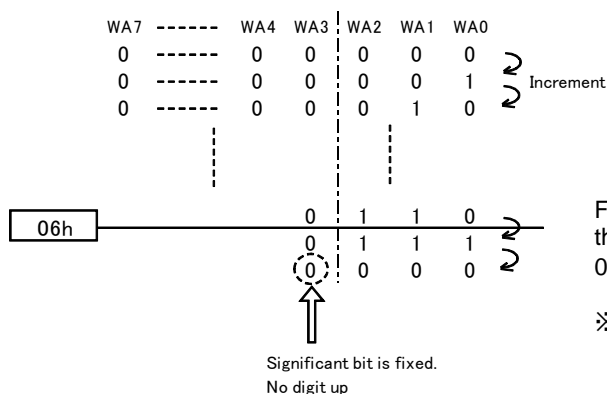 WA7 ------ WA4 WA3 WA2 WA1 WA0
0 ------ 0 0 0 0 0
0 ------ 0 0 0 0 1 Increment
0 ------ 0 0 0 1 0
0 1 1 0
06h
0 1 1 1
0 0 0 0
F
th
0
※
Significant bit is fixed.
No digit up